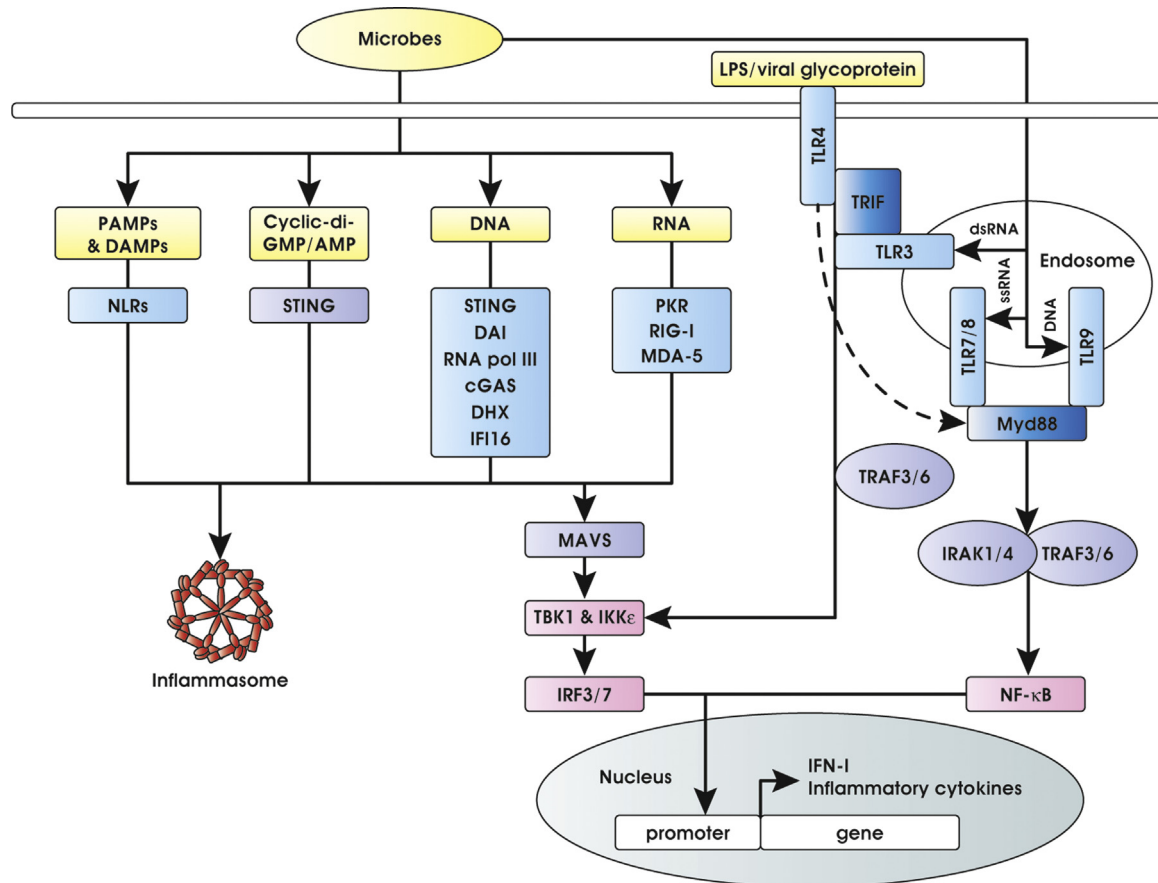 Microbes
LPS/viral glycoprotein
TLR4
TRIF
TLR3
dsRNA
Endosome
ssRNA
DNA
TLR7/8
TLR9
Myd88
PAMPs
& DAMPs
Cyclic-di-
GMP/AMP
DNA
RNA
NLRs
STING
STING
DAI
RNA pol III
cGAS
DHX
IFI16
PKR
RIG-I
MDA-5
TRAF3/6
MAVS
IRAK1/4
TRAF3/6
TBK1 & IKKε
Inflammasome
IRF3/7
NF-κB
Nucleus
IFN-I
Inflammatory cytokines
promoter
gene